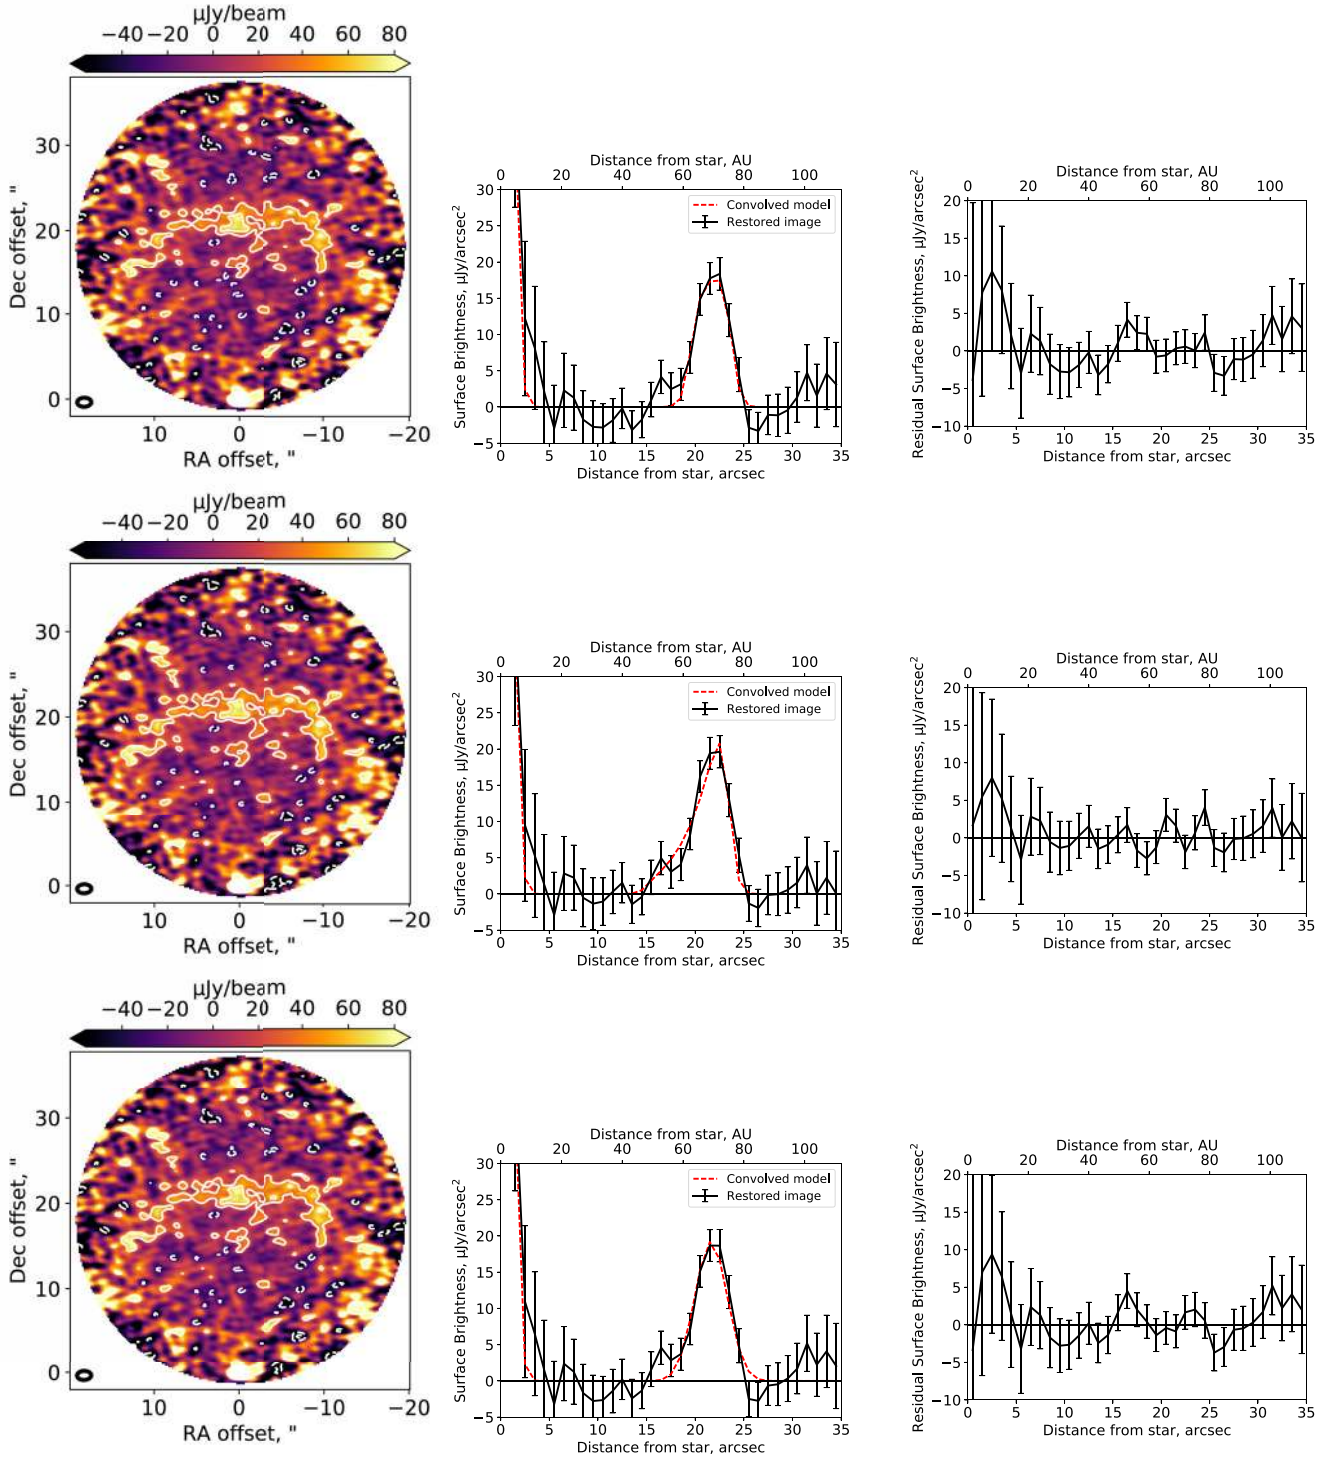 μJy/beam
−40 −20 0 20 40 60 80
Dec offset, "
30
20
10
0
10 0 −10 −20
RA offset, "
Distance from star, AU
0 20 40 60 80 100
Surface Brightness, μJy/arcsec²
30
25
20
15
10
5
0
−5
Convolved model
Restored image
0 5 10 15 20 25 30 35
Distance from star, arcsec
Distance from star, AU
0 20 40 60 80 100
Residual Surface Brightness, μJy/arcsec²
20
15
10
5
0
−5
−10
0 5 10 15 20 25 30 35
Distance from star, arcsec
μJy/beam
−40 −20 0 20 40 60 80
Dec offset, "
30
20
10
0
10 0 −10 −20
RA offset, "
Distance from star, AU
0 20 40 60 80 100
Surface Brightness, μJy/arcsec²
30
25
20
15
10
5
0
−5
Convolved model
Restored image
0 5 10 15 20 25 30 35
Distance from star, arcsec
Distance from star, AU
0 20 40 60 80 100
Residual Surface Brightness, μJy/arcsec²
20
15
10
5
0
−5
−10
0 5 10 15 20 25 30 35
Distance from star, arcsec
μJy/beam
−40 −20 0 20 40 60 80
Dec offset, "
30
20
10
0
10 0 −10 −20
RA offset, "
Distance from star, AU
0 20 40 60 80 100
Surface Brightness, μJy/arcsec²
30
25
20
15
10
5
0
−5
Convolved model
Restored image
0 5 10 15 20 25 30 35
Distance from star, arcsec
Distance from star, AU
0 20 40 60 80 100
Residual Surface Brightness, μJy/arcsec²
20
15
10
5
0
−5
−10
0 5 10 15 20 25 30 35
Distance from star, arcsec